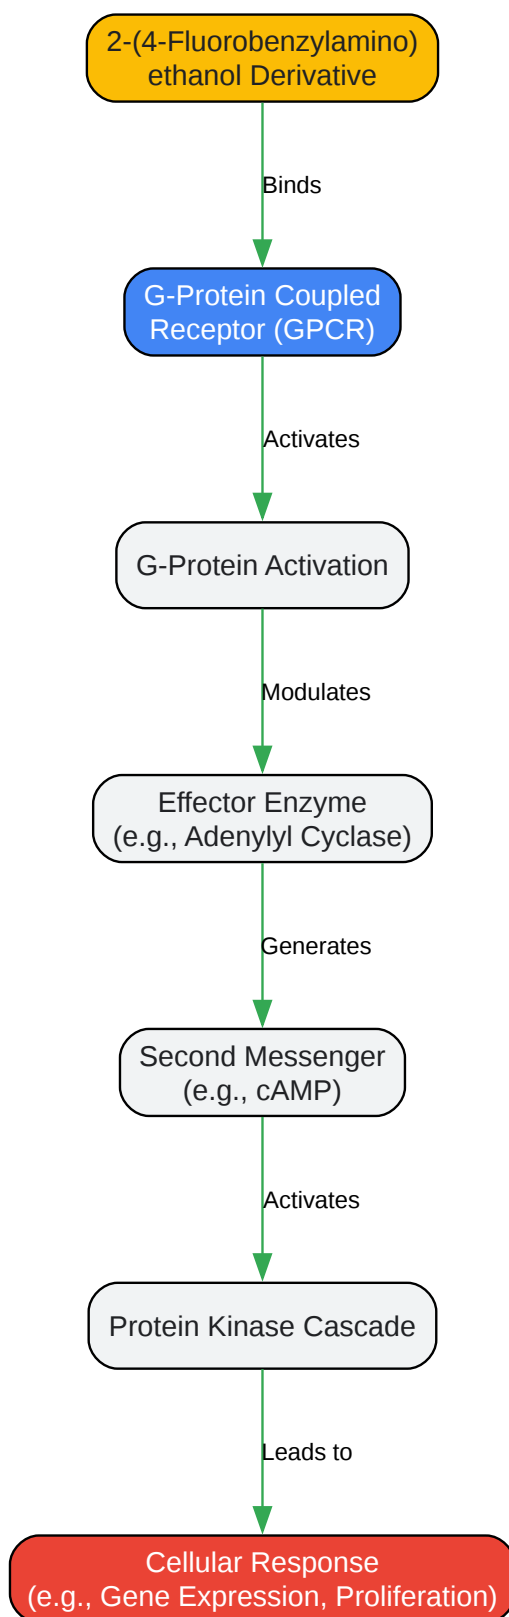 2-(4-Fluorobenzylamino)
ethanol Derivative
Binds
G-Protein Coupled
Receptor (GPCR)
Activates
G-Protein Activation
Modulates
Effector Enzyme
(e.g., Adenylyl Cyclase)
Generates
Second Messenger
(e.g., cAMP)
Activates
Protein Kinase Cascade
Leads to
Cellular Response
(e.g., Gene Expression, Proliferation)